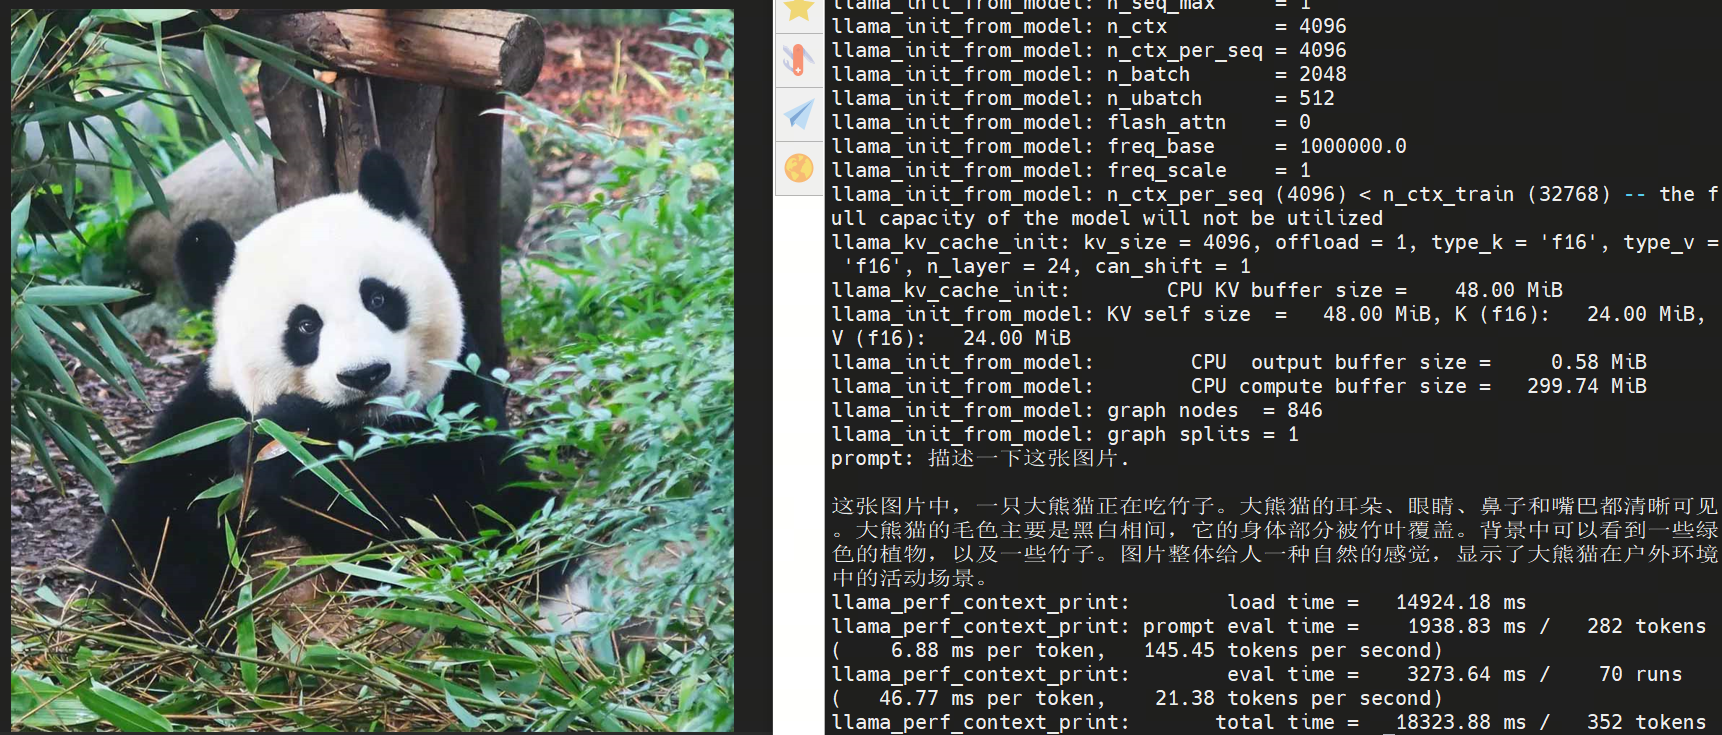 llama_init_from_model: n_seq_max     = 1
llama_init_from_model: n_ctx         = 4096
llama_init_from_model: n_ctx_per_seq = 4096
llama_init_from_model: n_batch       = 2048
llama_init_from_model: n_ubatch      = 512
llama_init_from_model: flash_attn    = 0
llama_init_from_model: freq_base     = 1000000.0
llama_init_from_model: freq_scale    = 1
llama_init_from_model: n_ctx_per_seq (4096) < n_ctx_train (32768) -- the f
ull capacity of the model will not be utilized
llama_kv_cache_init: kv_size = 4096, offload = 1, type_k = 'f16', type_v =
 'f16', n_layer = 24, can_shift = 1
llama_kv_cache_init:        CPU KV buffer size =    48.00 MiB
llama_init_from_model: KV self size  =   48.00 MiB, K (f16):   24.00 MiB,
V (f16):   24.00 MiB
llama_init_from_model:        CPU  output buffer size =     0.58 MiB
llama_init_from_model:        CPU compute buffer size =   299.74 MiB
llama_init_from_model: graph nodes  = 846
llama_init_from_model: graph splits = 1
prompt: 描述一下这张图片.
这张图片中，一只大熊猫正在吃竹子。大熊猫的耳朵、眼睛、鼻子和嘴巴都清晰可见
。大熊猫的毛色主要是黑白相间，它的身体部分被竹叶覆盖。背景中可以看到一些绿
色的植物，以及一些竹子。图片整体给人一种自然的感觉，显示了大熊猫在户外环境
中的活动场景。
llama_perf_context_print:        load time =   14924.18 ms
llama_perf_context_print: prompt eval time =    1938.83 ms /   282 tokens
(    6.88 ms per token,   145.45 tokens per second)
llama_perf_context_print:        eval time =    3273.64 ms /    70 runs
(   46.77 ms per token,    21.38 tokens per second)
llama_perf_context_print:       total time =   18323.88 ms /   352 tokens